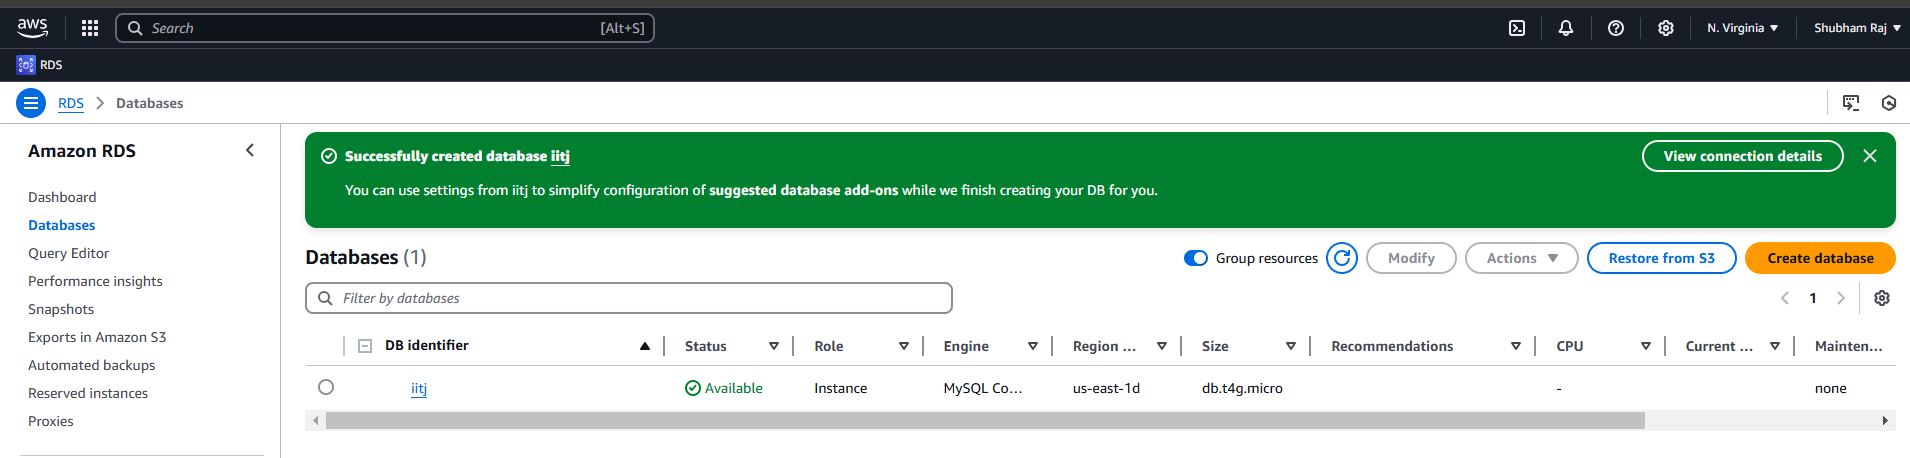 aws Search [Alt+S] N. Virginia Shubham Raj
RDS
RDS Databases
Amazon RDS
Dashboard
Databases
Query Editor
Performance insights
Snapshots
Exports in Amazon S3
Automated backups
Reserved instances
Proxies
Successfully created database iitj View connection details
You can use settings from iitj to simplify configuration of suggested database add-ons while we finish creating your DB for you.
Databases (1) Group resources Modify Actions Restore from S3 Create database
Filter by databases 1
DB identifier Status Role Engine Region ... Size Recommendations CPU Current ... Mainten...
iitj Available Instance MySQL Co... us-east-1d db.t4g.micro - none